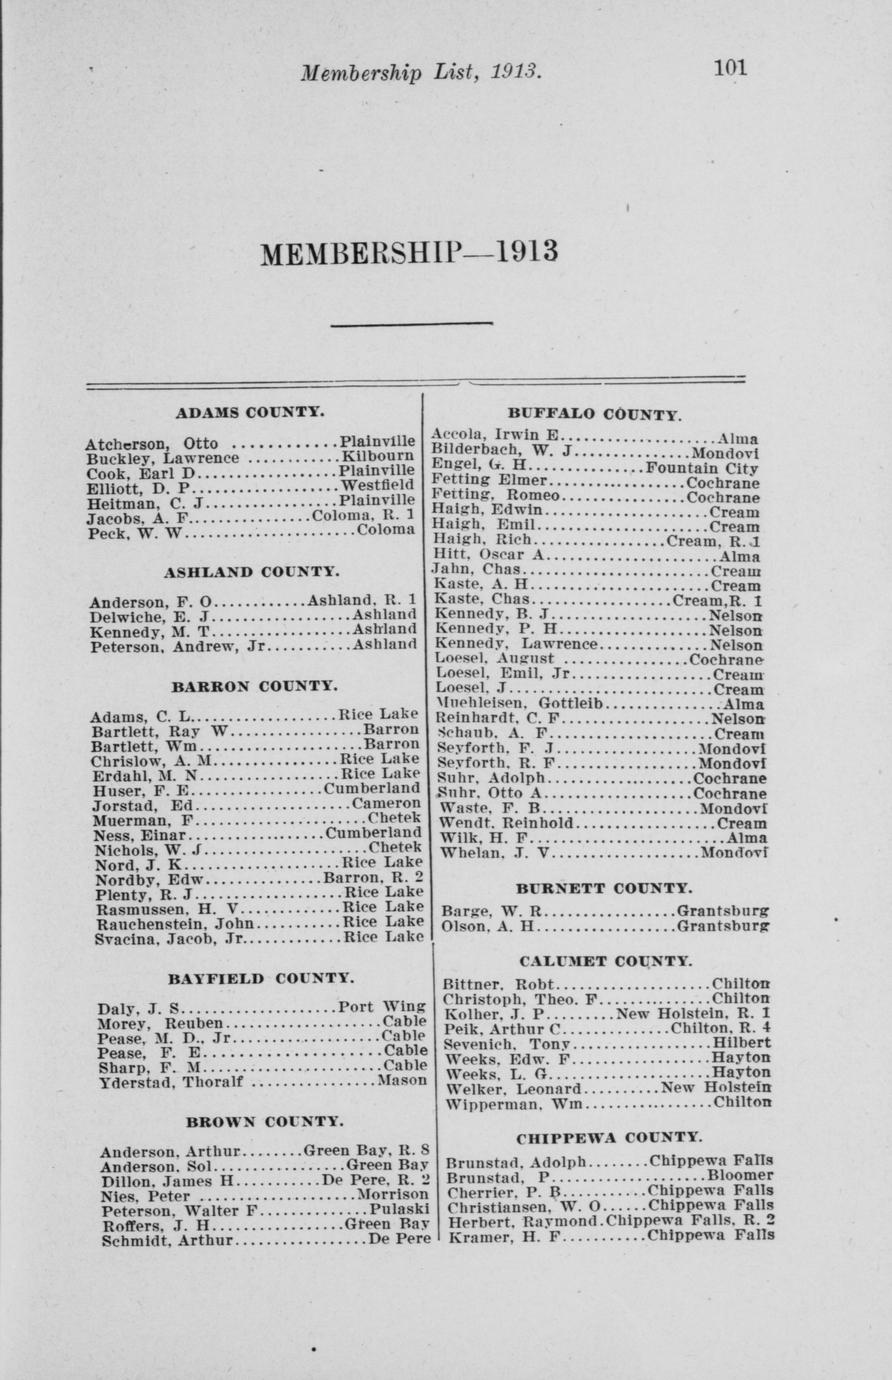 Membership List, 1913. 101
MEMBERSHIP—1913
ADAMS COUNTY.
Atcherson, Otto ............Plainville
Buckley, Lawrence ............Kilbourn
Cook, Earl D..................Plainville
Elliott, D. P...................Westfield
Heitman, C. J.................Plainville
Jacobs, A. F................Coloma, R. 1
Peck, W. W.......................Coloma
ASHLAND COUNTY.
Anderson, F. O............Ashland, R. 1
Delwiche, E. J..................Ashland
Kennedy, M. T..................Ashland
Peterson, Andrew, Jr...........Ashland
BARRON COUNTY.
Adams, C. L...................Rice Lake
Bartlett, Ray W.................Barron
Bartlett, Wm.....................Barron
Chrislow, A. M................Rice Lake
Erdahl, M. N..................Rice Lake
Huser, F. E.................Cumberland
Jorstad, Ed....................Cameron
Muerman, F......................Chetek
Ness, Einar..................Cumberland
Nichols, W. J.....................Chetek
Nord, J. K.....................Rice Lake
Nordby, Edw...............Barron, R. 2
Plenty, R. J...................Rice Lake
Rasmussen, H. V.............Rice Lake
Rauchenstein, John...........Rice Lake
Svacina, Jacob, Jr.............Rice Lake
BAYFIELD COUNTY.
Daly, J. S.....................Port Wing
Morey, Reuben....................Cable
Pease, M. D., Jr...................Cable
Pease, F. E.......................Cable
Sharp, F. M.......................Cable
Yderstad, Thoralf ................Mason
BROWN COUNTY.
Anderson, Arthur........Green Bay, R. 8
Anderson, Sol.................Green Bay
Dillon, James H...........De Pere, R. 2
Nies, Peter ....................Morrison
Peterson, Walter F..............Pulaski
Roffers, J. H.................Green Bay
Schmidt, Arthur.................De Pere
BUFFALO COUNTY.
Accola, Irwin E....................Alma
Bilderbach, W. J...............Mondovi
Engel, G. H...............Fountain City
Fetting Elmer..................Cochrane
Fetting, Romeo................Cochrane
Haigh, Edwin.....................Cream
Haigh, Emil......................Cream
Haigh, Rich.................Cream, R. 1
Hitt, Oscar A......................Alma
Jahn, Chas........................Cream
Kaste, A. H.......................Cream
Kaste, Chas..................Cream,R. 1
Kennedy, B. J....................Nelson
Kennedy, P. H...................Nelson
Kennedy, Lawrence..............Nelson
Loesel, August ................Cochrane
Loesel, Emil, Jr..................Cream
Loesel, J..........................Cream
Muehleisen, Gottleib...............Alma
Reinhardt, C. F...................Nelson
Schaub, A. F.....................Cream
Seyforth, F. J..................Mondovi
Seyforth, R. F..................Mondovi
Suhr, Adolph...................Cochrane
Suhr, Otto A...................Cochrane
Waste, F. B....................Mondovi
Wendt, Reinhold..................Cream
Wilk, H. F.........................Alma
Whelan, J. V...................Mondovi
BURNETT COUNTY.
Barge, W. R.................Grantsburg
Olson, A. H..................Grantsburg
CALUMET COUNTY.
Bittner, Robt....................Chilton
Christoph, Theo. F..............Chilton
Kolher, J. P.........New Holstein, R. 1
Peik, Arthur C..............Chilton, R. 4
Sevenich, Tony..................Hilbert
Weeks, Edw. F..................Hayton
Weeks, L. G.....................Hayton
Welker, Leonard..........New Holstein
Wipperman, Wm................Chilton
CHIPPEWA COUNTY.
Brunstad, Adolph........Chippewa Falls
Brunstad, P.....................Bloomer
Cherrier, P. B...........Chippewa Falls
Christiansen, W. O......Chippewa Falls
Herbert, Raymond.Chippewa Falls, R. 2
Kramer, H. F...........Chippewa Falls